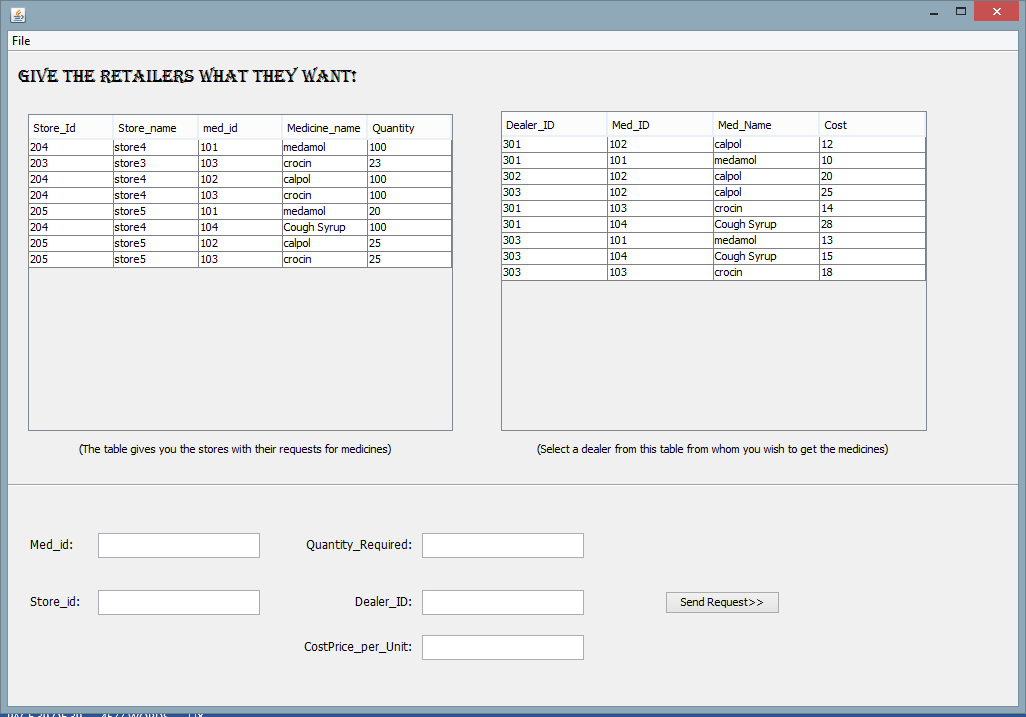 File
GIVE THE RETAILERS WHAT THEY WANT:
Store_Id Store_name med_id Medicine_name Quantity
204 store4 101 medamol 100
203 store3 103 crocin 23
204 store4 102 calpol 100
204 store4 103 crocin 100
205 store5 101 medamol 20
204 store4 104 Cough Syrup 100
205 store5 102 calpol 25
205 store5 103 crocin 25
Dealer_ID Med_ID Med_Name Cost
301 102 calpol 12
301 101 medamol 10
302 102 calpol 20
303 102 calpol 25
301 103 crocin 14
301 104 Cough Syrup 28
303 101 medamol 13
303 104 Cough Syrup 15
303 103 crocin 18
(The table gives you the stores with their requests for medicines)
(Select a dealer from this table from whom you wish to get the medicines)
Med_id: Quantity_Required:
Store_id: Dealer_ID: Send Request>>
CostPrice_per_Unit: